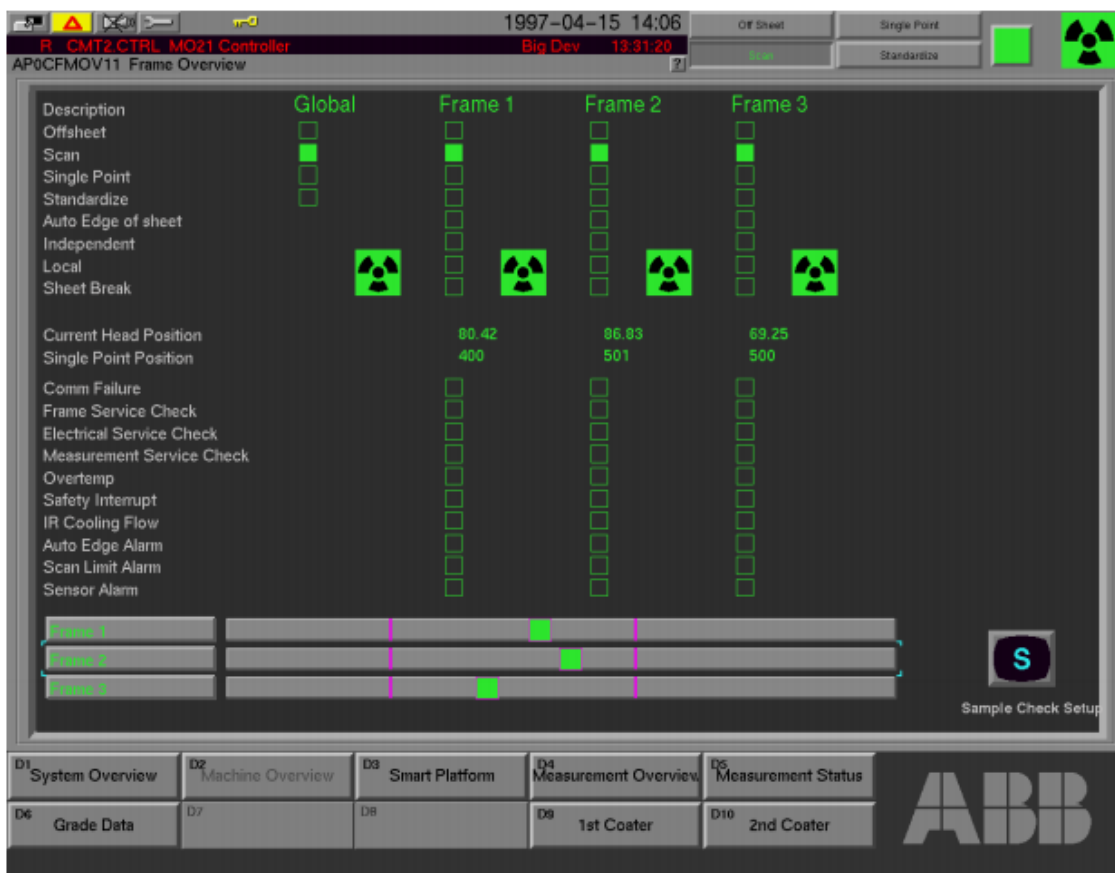 1997-04-15 14:06
Off Sheet
Single Point
R CMT2.CTRL MO21 Controller
Big Dev 13:31:20
Scan
Standardize
AP0CFMOV11 Frame Overview
?
Description Global Frame 1 Frame 2 Frame 3
Offsheet
Scan
Single Point
Standardize
Auto Edge of sheet
Independent
Local
Sheet Break
Current Head Position 80.42 86.83 69.25
Single Point Position 400 501 500
Comm Failure
Frame Service Check
Electrical Service Check
Measurement Service Check
Overtemp
Safety Interrupt
IR Cooling Flow
Auto Edge Alarm
Scan Limit Alarm
Sensor Alarm
Frame 1
Frame 2
Frame 3
S
Sample Check Setup
D1 System Overview
D2 Machine Overview
D3 Smart Platform
D4 Measurement Overview
D5 Measurement Status
D6 Grade Data
D7
D8
D9 1st Coater
D10 2nd Coater
ABB